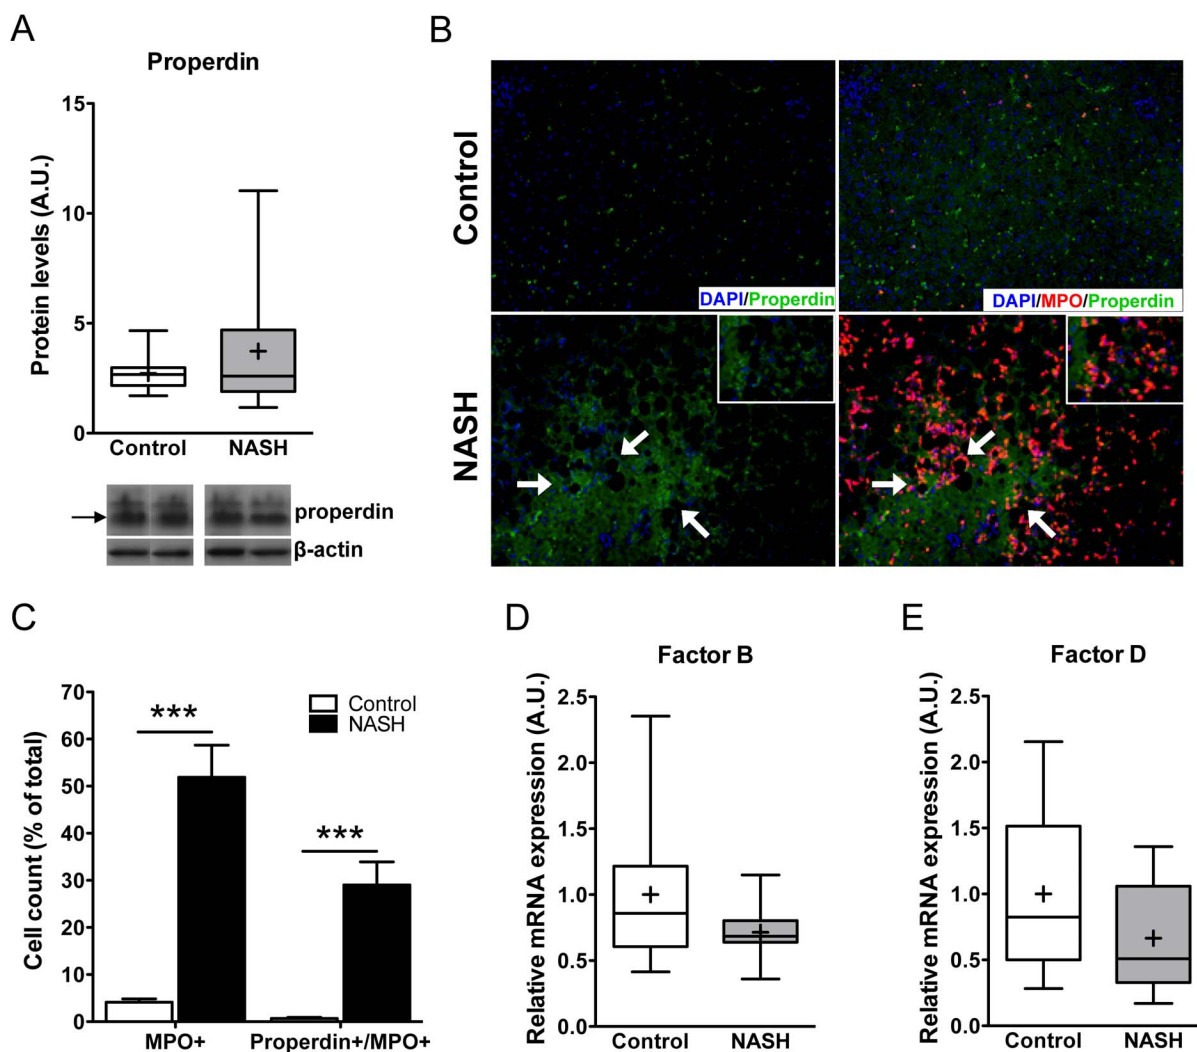 A
Properdin
Protein levels (A.U.)
15
10
5
0
Control
NASH
properdin
β-actin
B
Control
NASH
DAPI/Properdin
DAPI/MPO/Properdin
C
Cell count (% of total)
70
60
50
40
30
20
10
0
***
***
Control
NASH
MPO+
Properdin+/MPO+
D
Factor B
Relative mRNA expression (A.U.)
2.5
2.0
1.5
1.0
0.5
0.0
Control
NASH
E
Factor D
Relative mRNA expression (A.U.)
2.5
2.0
1.5
1.0
0.5
0.0
Control
NASH